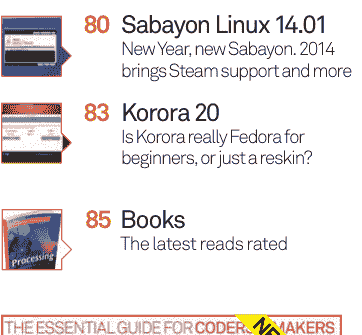 80 Sabayon Linux 14.01
New Year, new Sabayon. 2014
brings Steam support and more
83 Korora 20
Is Korora really Fedora for
beginners, or just a reskin?
85 Books
The latest reads rated
Processing
THE ESSENTIAL GUIDE FOR CODERS MAKERS